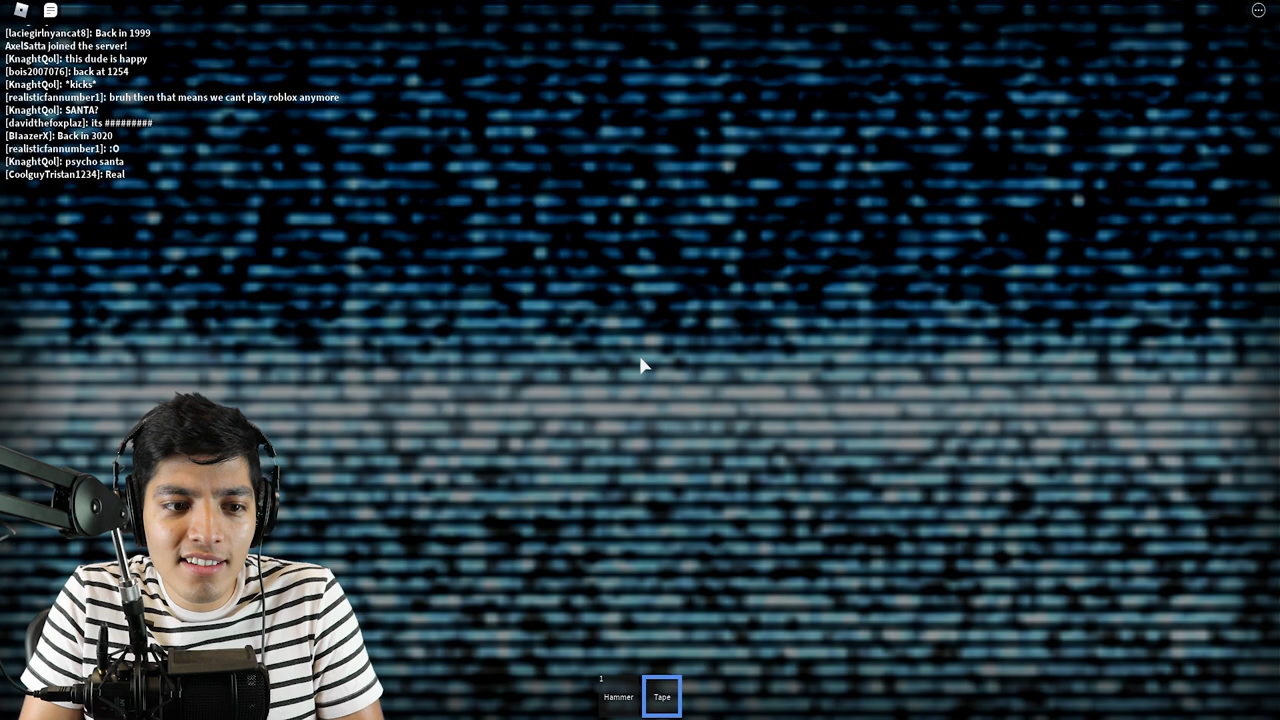 [laciegirlnyancat8]: Back in 1999
AxelSatta joined the server!
[KnaghtQol]: this dude is happy
[bois2007076]: back at 1254
[KnaghtQol]: *kicks*
[realisticfannumber1]: bruh then that means we cant play roblox anymore
[KnaghtQol]: SANTA?
[davidthefoxplaz]: its #########
[BlaazerX]: Back in 3020
[realisticfannumber1]: :O
[KnaghtQol]: psycho santa
[CoolguyTristan1234]: Real
1
Hammer
Tape